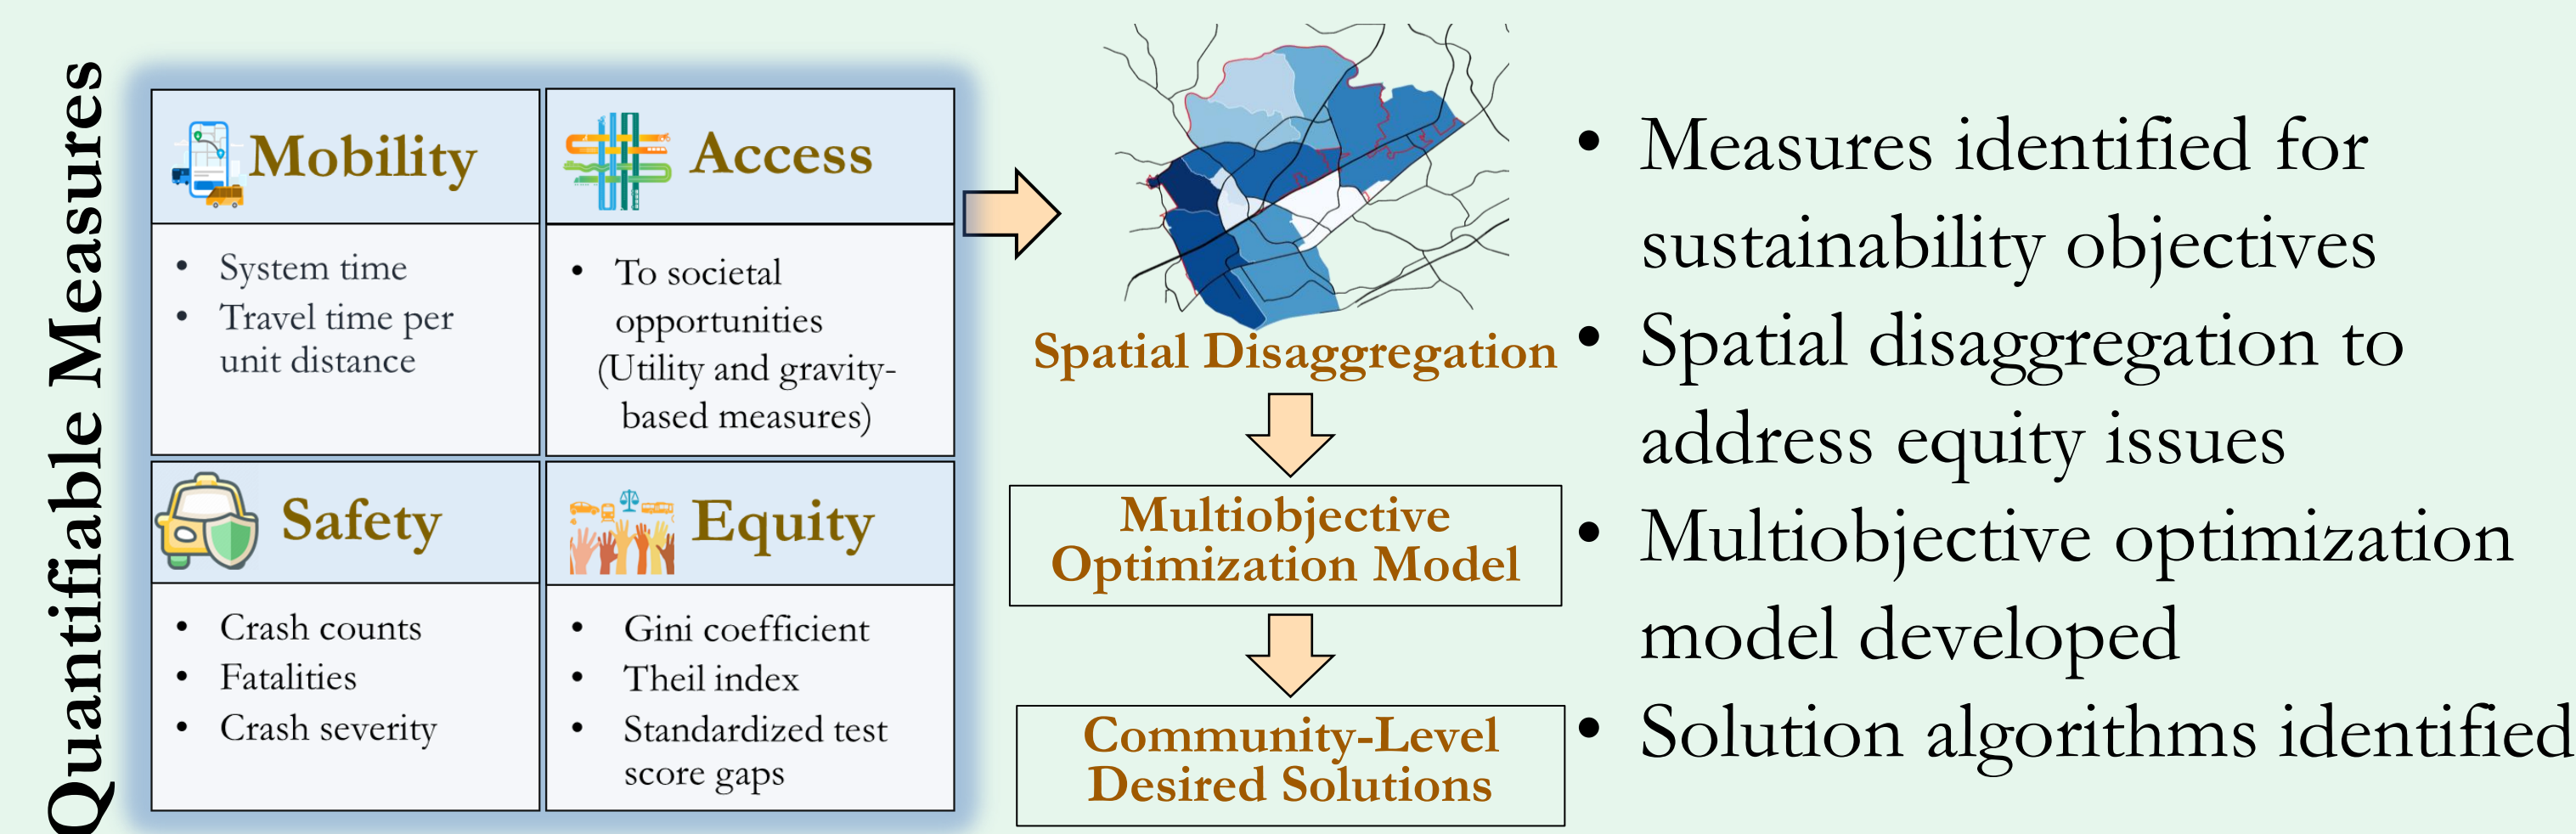 Quantifiable Measures
Mobility
• System time
• Travel time per
unit distance
Access
• To societal
opportunities
(Utility and gravity-
based measures)
Safety
• Crash counts
• Fatalities
• Crash severity
Equity
• Gini coefficient
• Theil index
• Standardized test
score gaps
Spatial Disaggregation
Multiobjective
Optimization Model
Community-Level
Desired Solutions
• Measures identified for
sustainability objectives
• Spatial disaggregation to
address equity issues
• Multiobjective optimization
model developed
• Solution algorithms identified